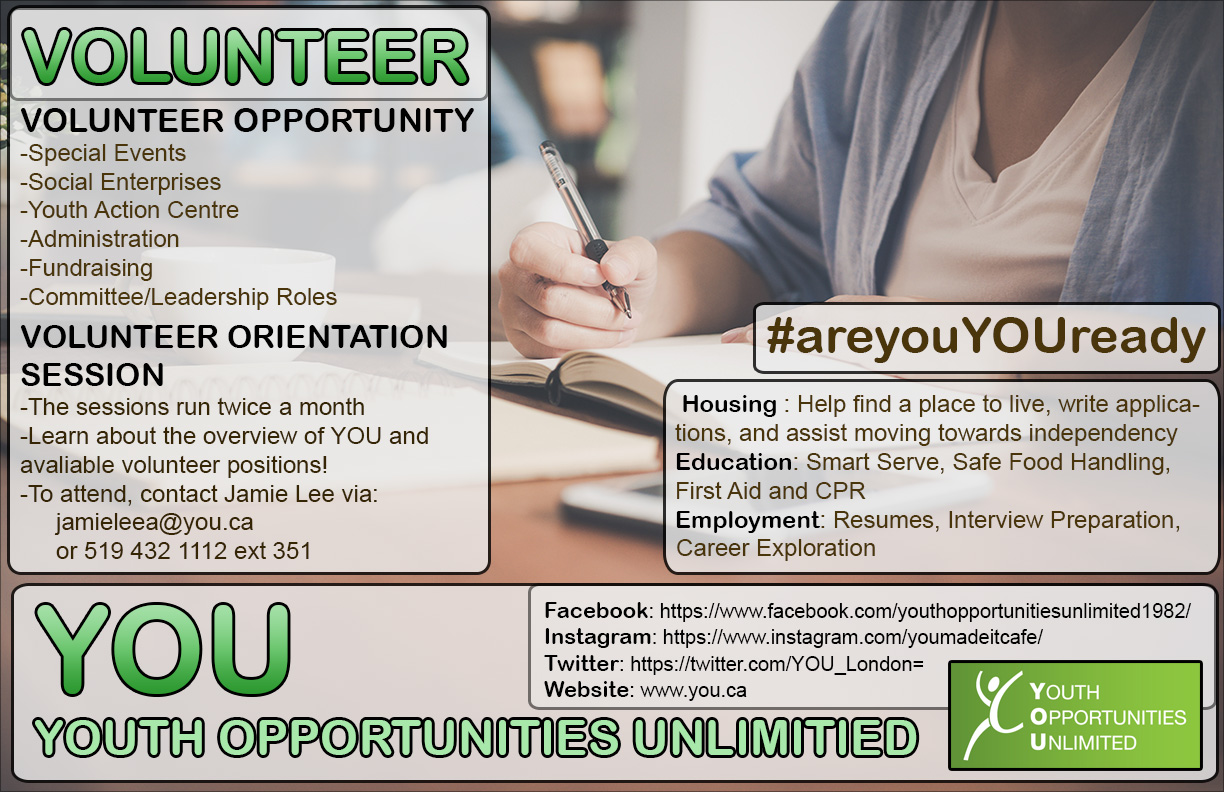 VOLUNTEER
VOLUNTEER OPPORTUNITY
-Special Events
-Social Enterprises
-Youth Action Centre
-Administration
-Fundraising
-Committee/Leadership Roles
VOLUNTEER ORIENTATION
SESSION
-The sessions run twice a month
-Learn about the overview of YOU and
avaliable volunteer positions!
-To attend, contact Jamie Lee via:
jamieleea@you.ca
or 519 432 1112 ext 351
#areyouYOUready
Housing : Help find a place to live, write applica-
tions, and assist moving towards independency
Education: Smart Serve, Safe Food Handling,
First Aid and CPR
Employment: Resumes, Interview Preparation,
Career Exploration
YOU
YOUTH OPPORTUNITIES UNLIMITIED
Facebook: https://www.facebook.com/youthopportunitiesunlimited1982/
Instagram: https://www.instagram.com/youmadeitcafe/
Twitter: https://twitter.com/YOU_London=
Website: www.you.ca
YOUTH
OPPORTUNITIES
UNLIMITED